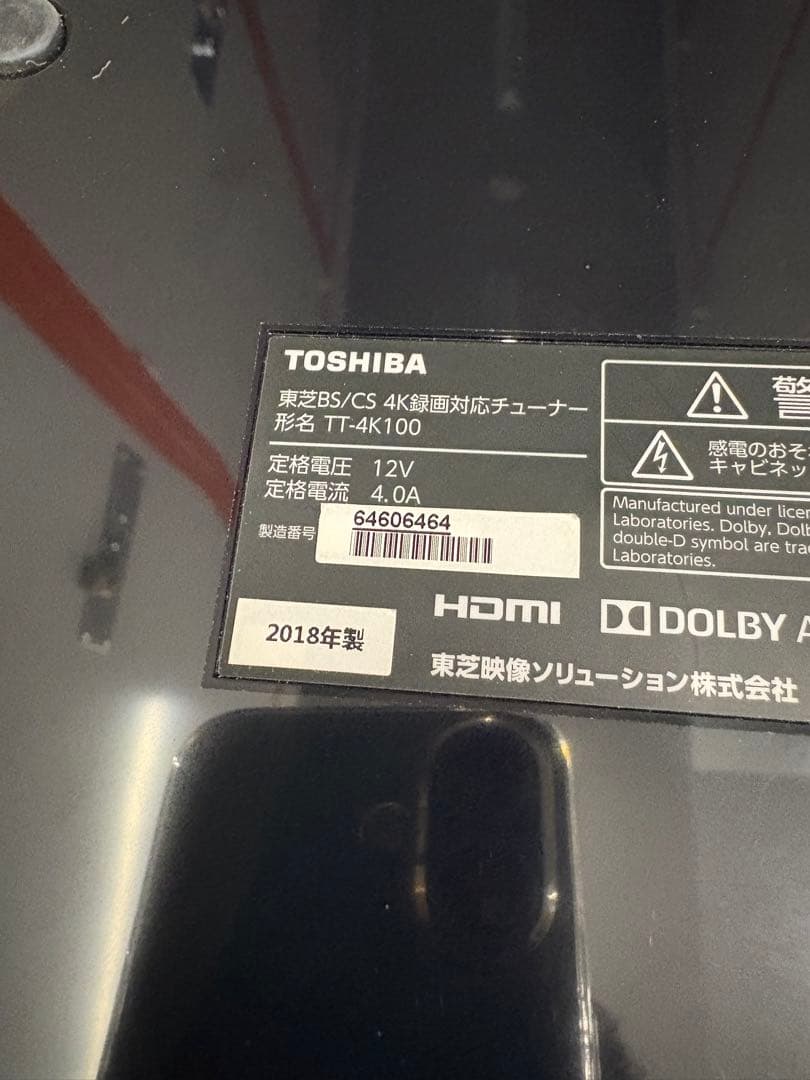 TOSHIBA
東芝BS/CS 4K録画対応チューナー
形名 TT-4K100
定格電圧 12V
定格電流 4.0A
製造番号
64606464
2018年製
HDMI
DOLBY
東芝映像ソリューション株式会社
警
感電のおそ
キャビネッ
Manufactured under
Laboratories. Dolby,
double-D symbol are
Laboratories.